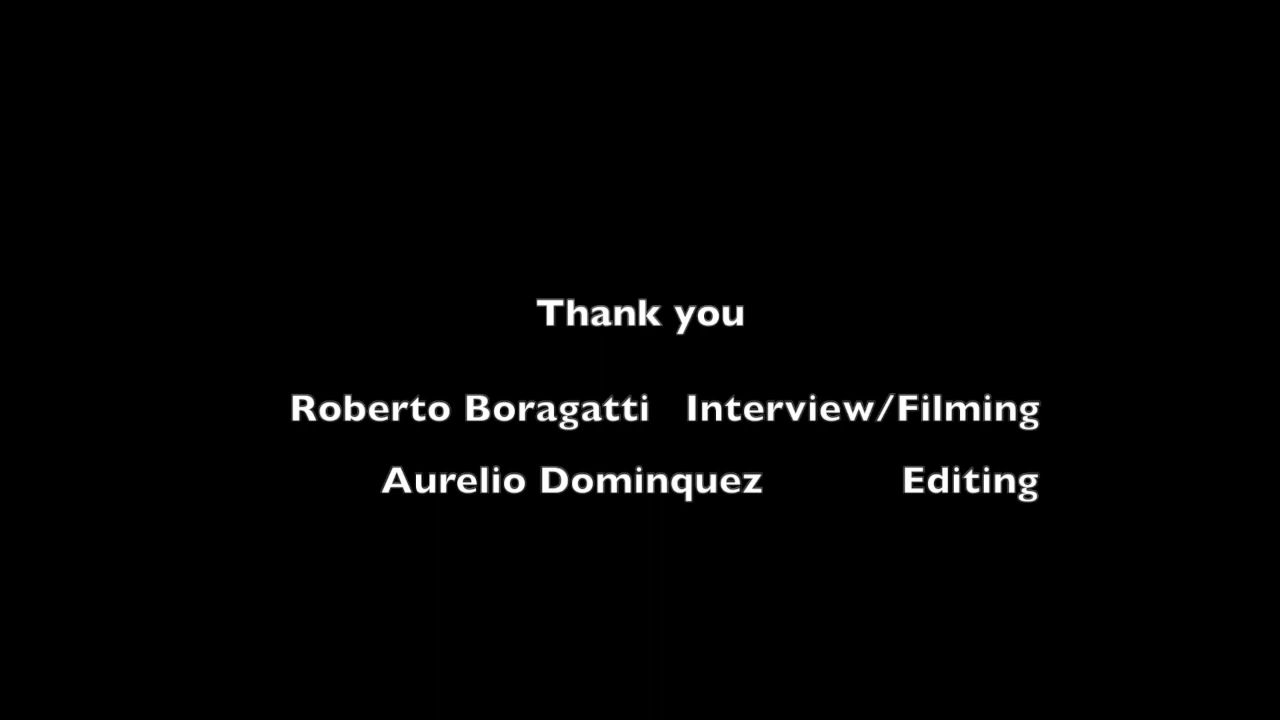 Thank you
Roberto Boragatti Interview/Filming
Aurelio Dominquez Editing